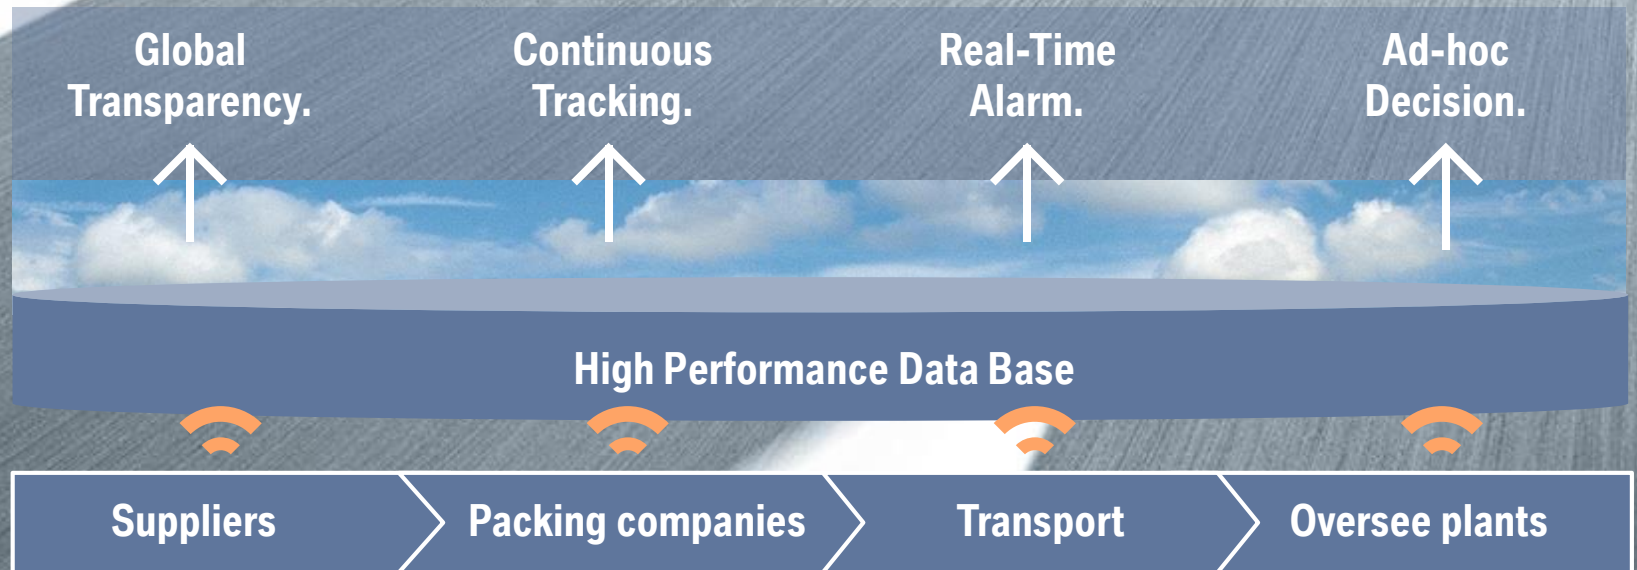 Global
Transparency.
Continuous
Tracking.
Real-Time
Alarm.
Ad-hoc
Decision.
High Performance Data Base
Suppliers
Packing companies
Transport
Oversee plants